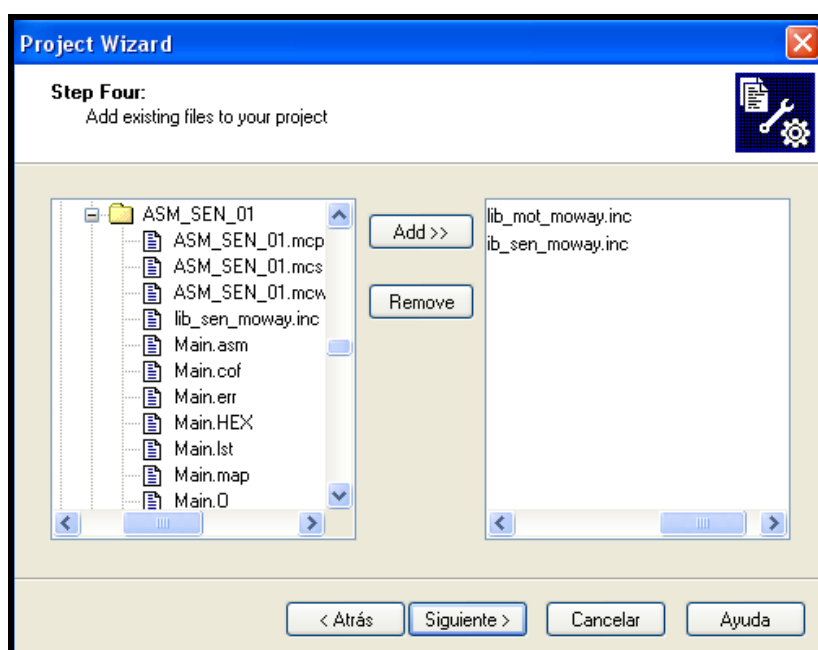 Project Wizard
Step Four:
Add existing files to your project
ASM_SEN_01
ASM_SEN_01.mcp
ASM_SEN_01.mcs
ASM_SEN_01.mcw
lib_sen_moway.inc
Main.asm
Main.cof
Main.err
Main.HEX
Main.lst
Main.map
Main.O
Add >>
Remove
lib_mot_moway.inc
ib_sen_moway.inc
< Atrás
Siguiente >
Cancelar
Ayuda